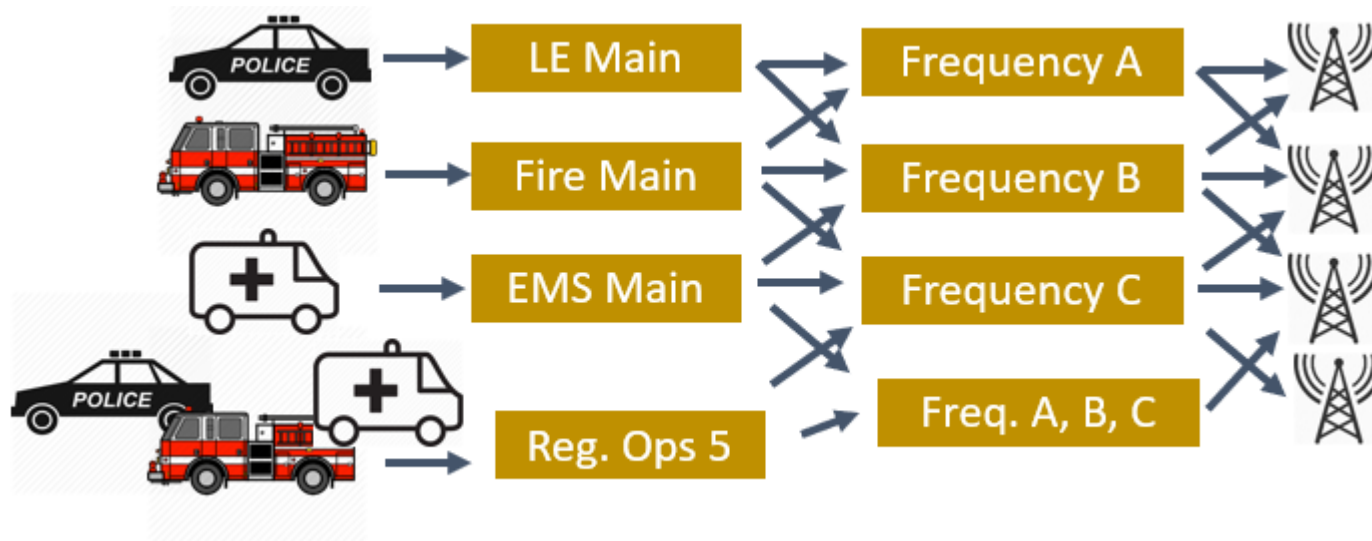 POLICE
LE Main
Frequency A
Fire Main
Frequency B
EMS Main
Frequency C
POLICE
Reg. Ops 5
Freq. A, B, C